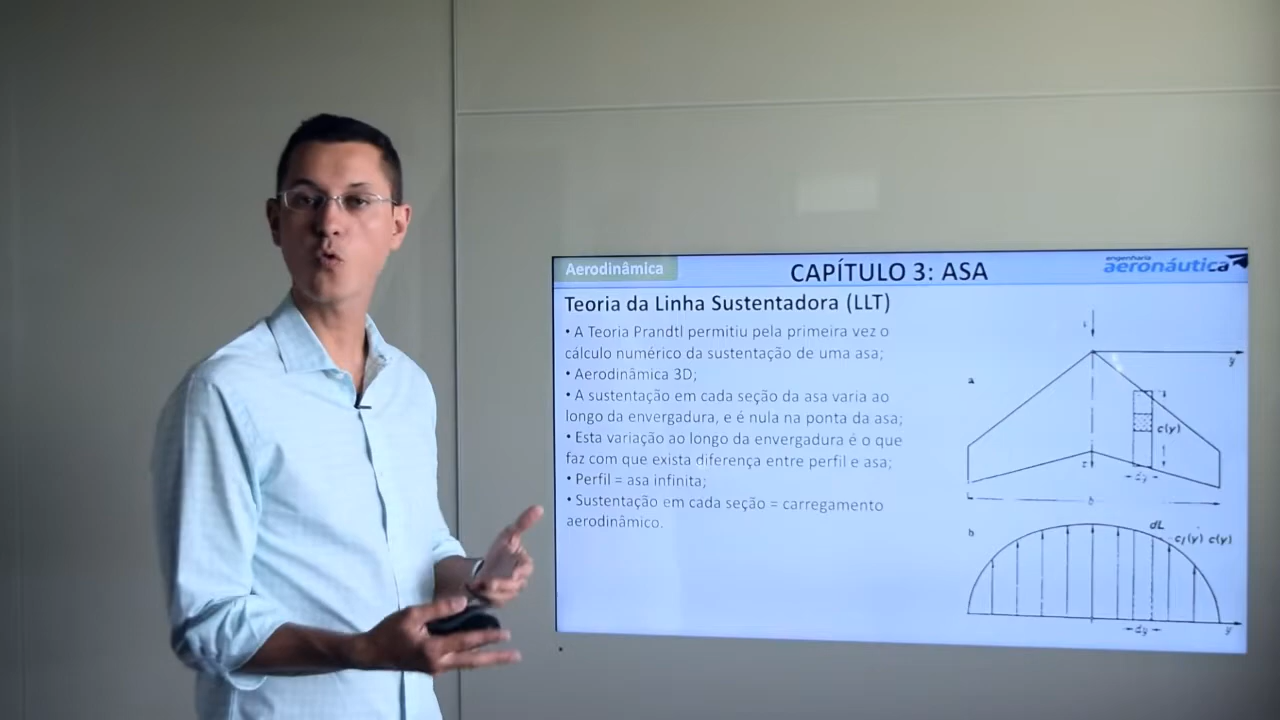 Aerodinâmica
CAPÍTULO 3: ASA
engenharia
aeronáutica
Teoria da Linha Sustentadora (LLT)
• A Teoria Prandtl permitiu pela primeira vez o
cálculo numérico da sustentação de uma asa;
• Aerodinâmica 3D;
• A sustentação em cada seção da asa varia ao
longo da envergadura, e é nula na ponta da asa;
• Esta variação ao longo da envergadura é o que
faz com que exista diferença entre perfil e asa;
• Perfil = asa infinita;
• Sustentação em cada seção = carregamento
aerodinâmico.
y
a
c(y)
dy
b
b
dL
cl(y) c(y)
dy
y